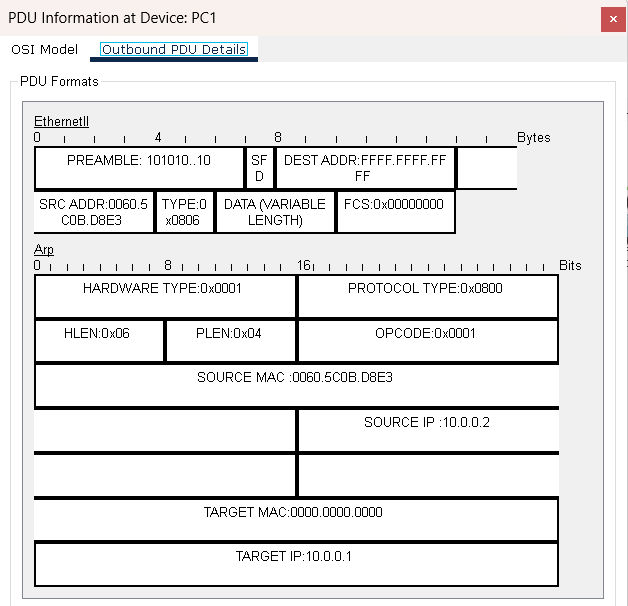 PDU Information at Device: PC1
×
OSI Model Outbound PDU Details
PDU Formats
EthernetII
0 4 8 Bytes
PREAMBLE: 101010..10
SF
D
DEST ADDR:FFFF.FFFF.FF
FF
SRC ADDR:0060.5
C0B.D8E3
TYPE:0
x0806
DATA (VARIABLE
LENGTH)
FCS:0x00000000
Arp
0 8 16 Bits
HARDWARE TYPE:0x0001 PROTOCOL TYPE:0x0800
HLEN:0x06 PLEN:0x04 OPCODE:0x0001
SOURCE MAC :0060.5C0B.D8E3
SOURCE IP :10.0.0.2
TARGET MAC:0000.0000.0000
TARGET IP:10.0.0.1